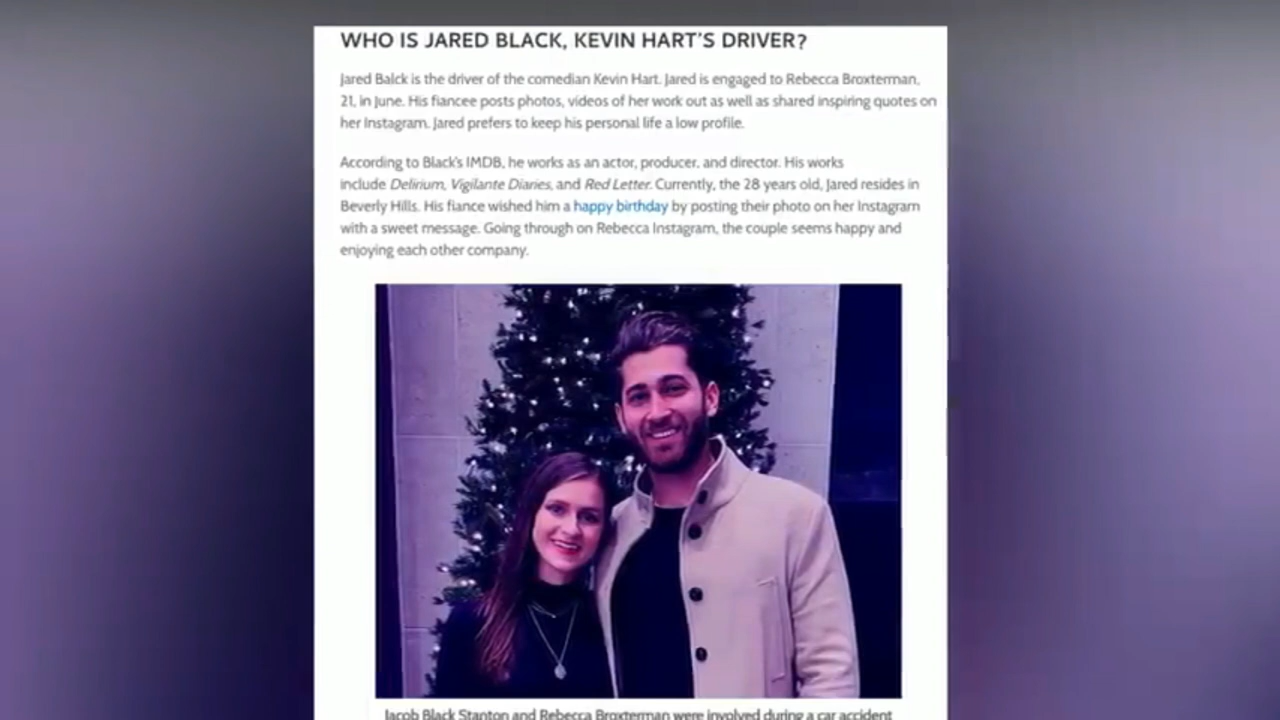 WHO IS JARED BLACK, KEVIN HART'S DRIVER?
Jared Balck is the driver of the comedian Kevin Hart. Jared is engaged to Rebecca Broxterman,
21, in June. His fiancee posts photos, videos of her work out as well as shared inspiring quotes on
her Instagram. Jared prefers to keep his personal life a low profile.
According to Black's IMDB, he works as an actor, producer, and director. His works
include Delirium, Vigilante Diaries, and Red Letter. Currently, the 28 years old, Jared resides in
Beverly Hills. His fiance wished him a happy birthday by posting their photo on her Instagram
with a sweet message. Going through on Rebecca Instagram, the couple seems happy and
enjoying each other company.
Jacob Black Stanton and Rebecca Broxterman were involved during a car accident